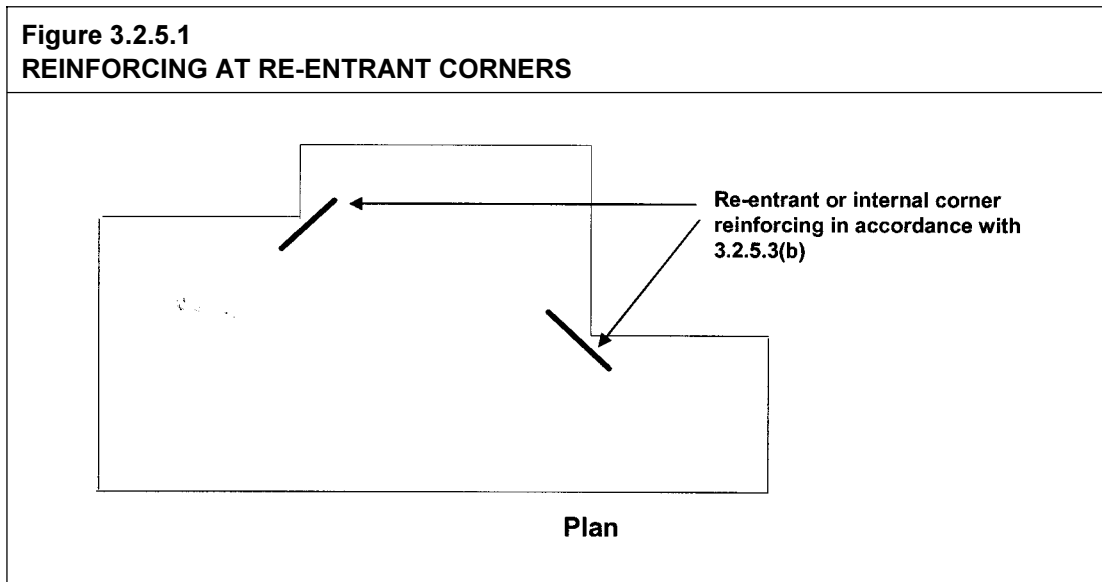 Figure 3.2.5.1
REINFORCING AT RE-ENTRANT CORNERS
Re-entrant or internal corner
reinforcing in accordance with
3.2.5.3(b)
Plan